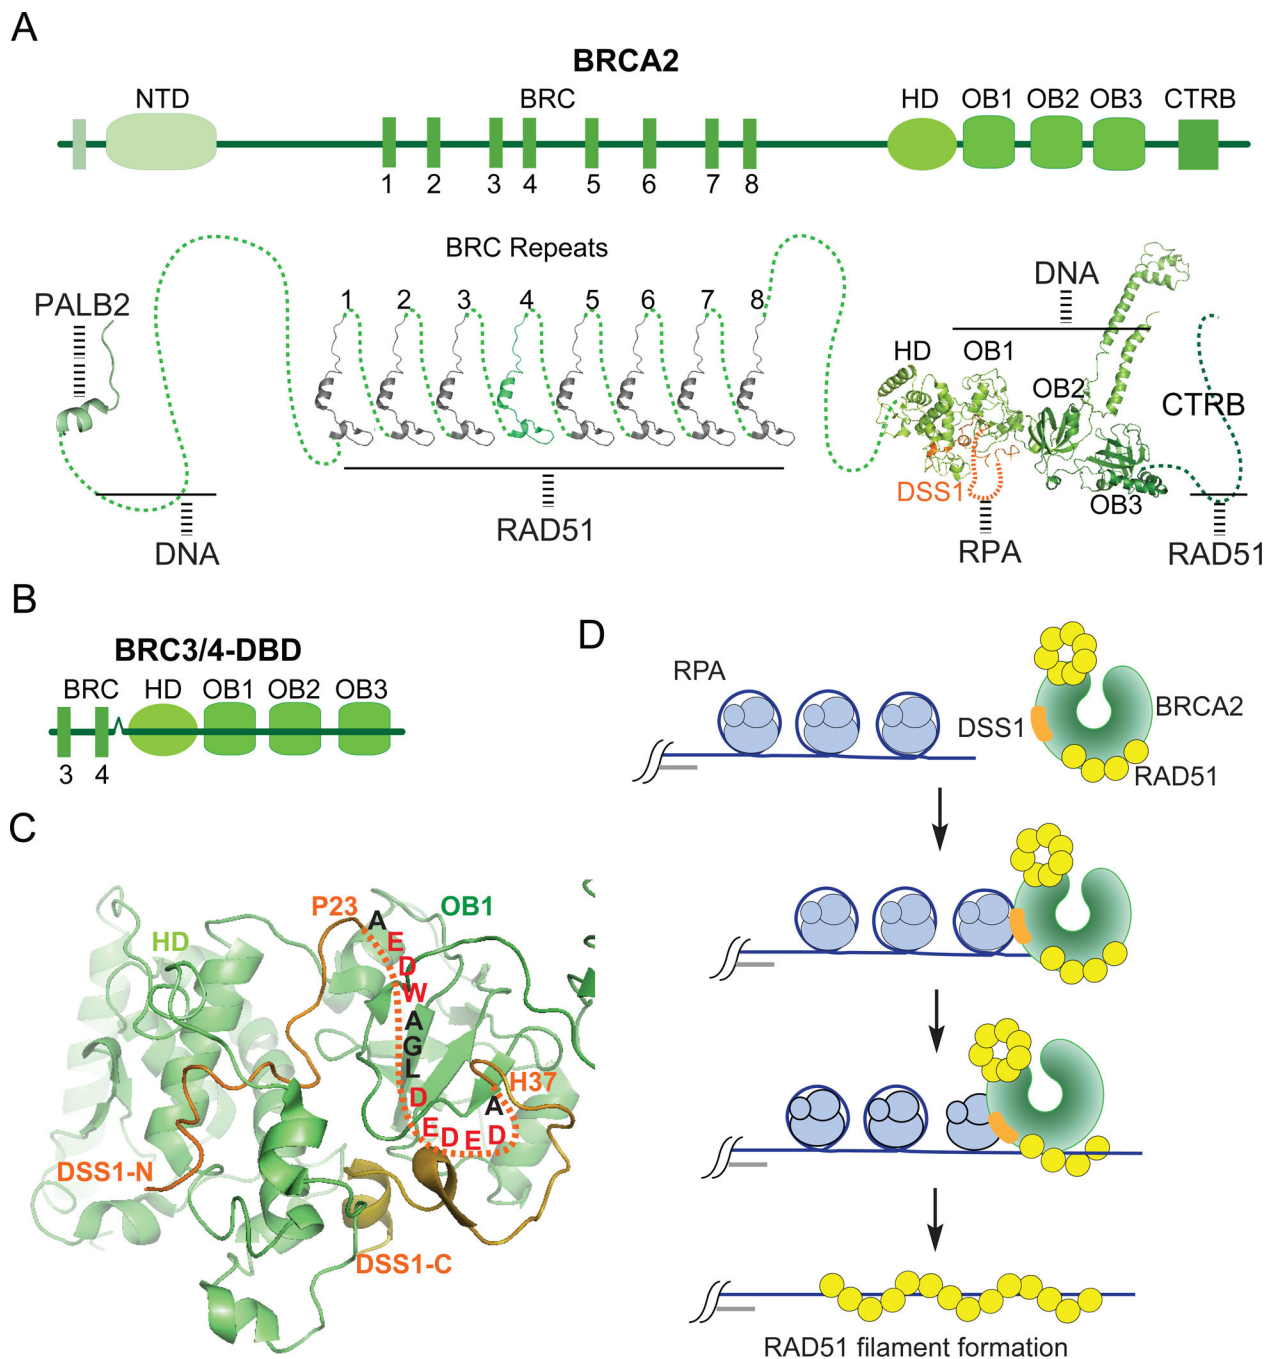 A
BRCA2
NTD
BRC
HD
OB1
OB2
OB3
CTRB
1
2
3
4
5
6
7
8
BRC Repeats
1
2
3
4
5
6
7
8
PALB2
DNA
RAD51
DNA
HD
OB1
OB2
CTRB
DSS1
OB3
RPA
RAD51
B
BRC3/4-DBD
BRC
HD
OB1
OB2
OB3
3
4
C
P23
OB1
HD
A
E
D
W
A
G
L
D
E
D
E
D
A
H37
DSS1-N
DSS1-C
D
RPA
DSS1
BRCA2
RAD51
RAD51 filament formation